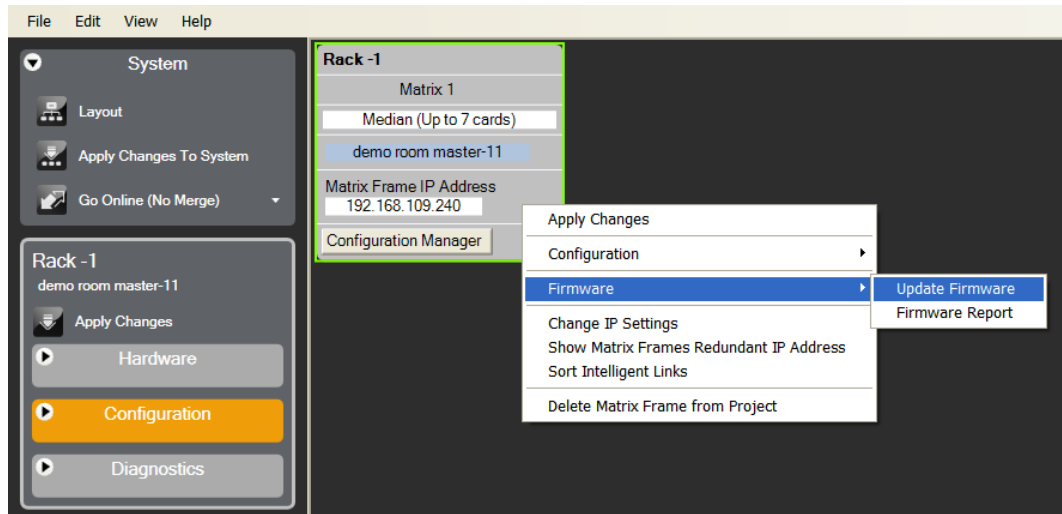 File Edit View Help
System
Layout
Apply Changes To System
Go Online (No Merge)
Rack -1
demo room master-11
Apply Changes
Hardware
Configuration
Diagnostics
Rack -1
Matrix 1
Median (Up to 7 cards)
demo room master-11
Matrix Frame IP Address
192.168.109.240
Configuration Manager
Apply Changes
Configuration
Firmware
Change IP Settings
Show Matrix Frames Redundant IP Address
Sort Intelligent Links
Delete Matrix Frame from Project
Update Firmware
Firmware Report